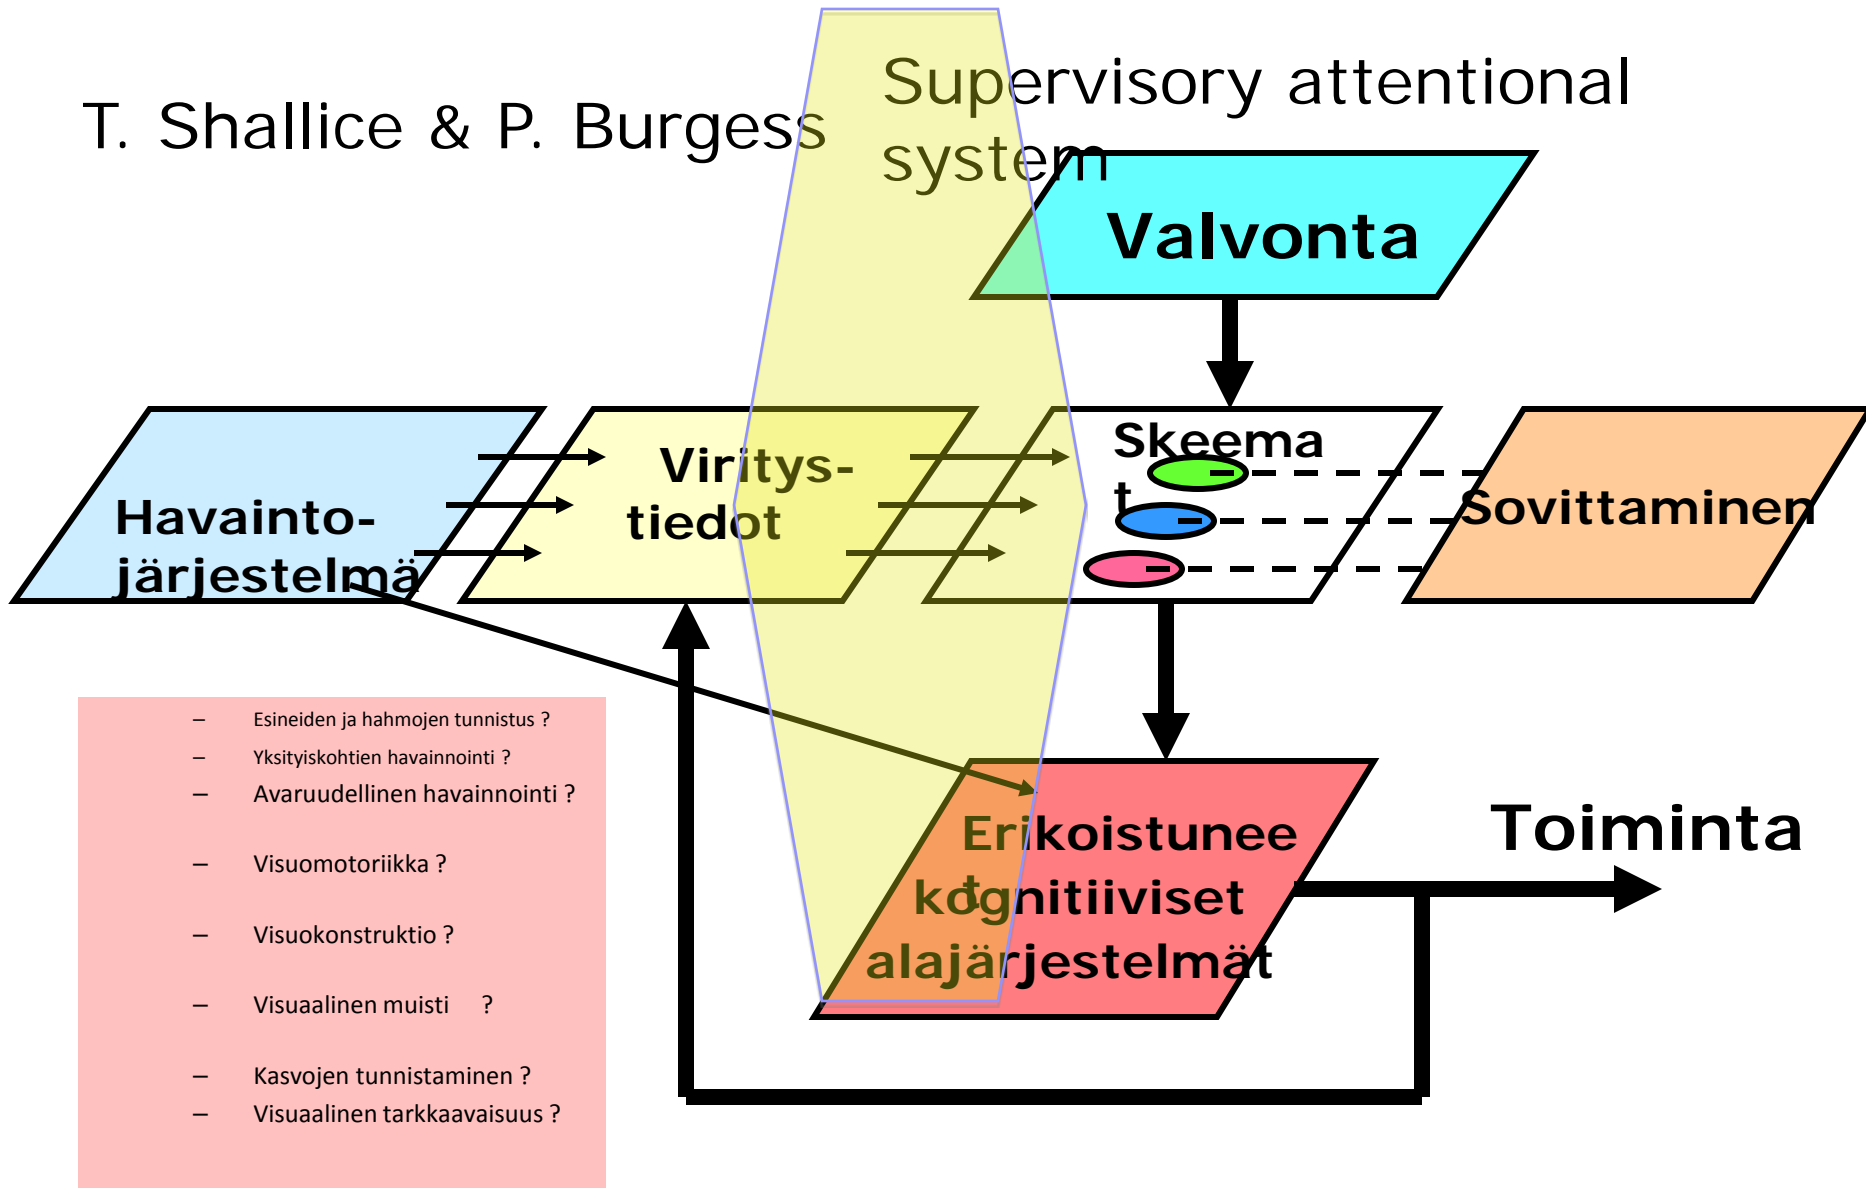 T. Shallice & P. Burgess
Supervisory attentional
system
Valvonta
Havainto-
järjestelmä
Viritys-
tiedot
Skeema
t
Sovittaminen
– Esineiden ja hahmojen tunnistus ?
– Yksityiskohtien havainnointi ?
– Avaruudellinen havainnointi ?
– Visuomotoriikka ?
– Visuokonstruktio ?
– Visuaalinen muisti ?
– Kasvojen tunnistaminen ?
– Visuaalinen tarkkaavaisuus ?
Erikoistunee
t
kognitiiviset
alajärjestelmät
Toiminta